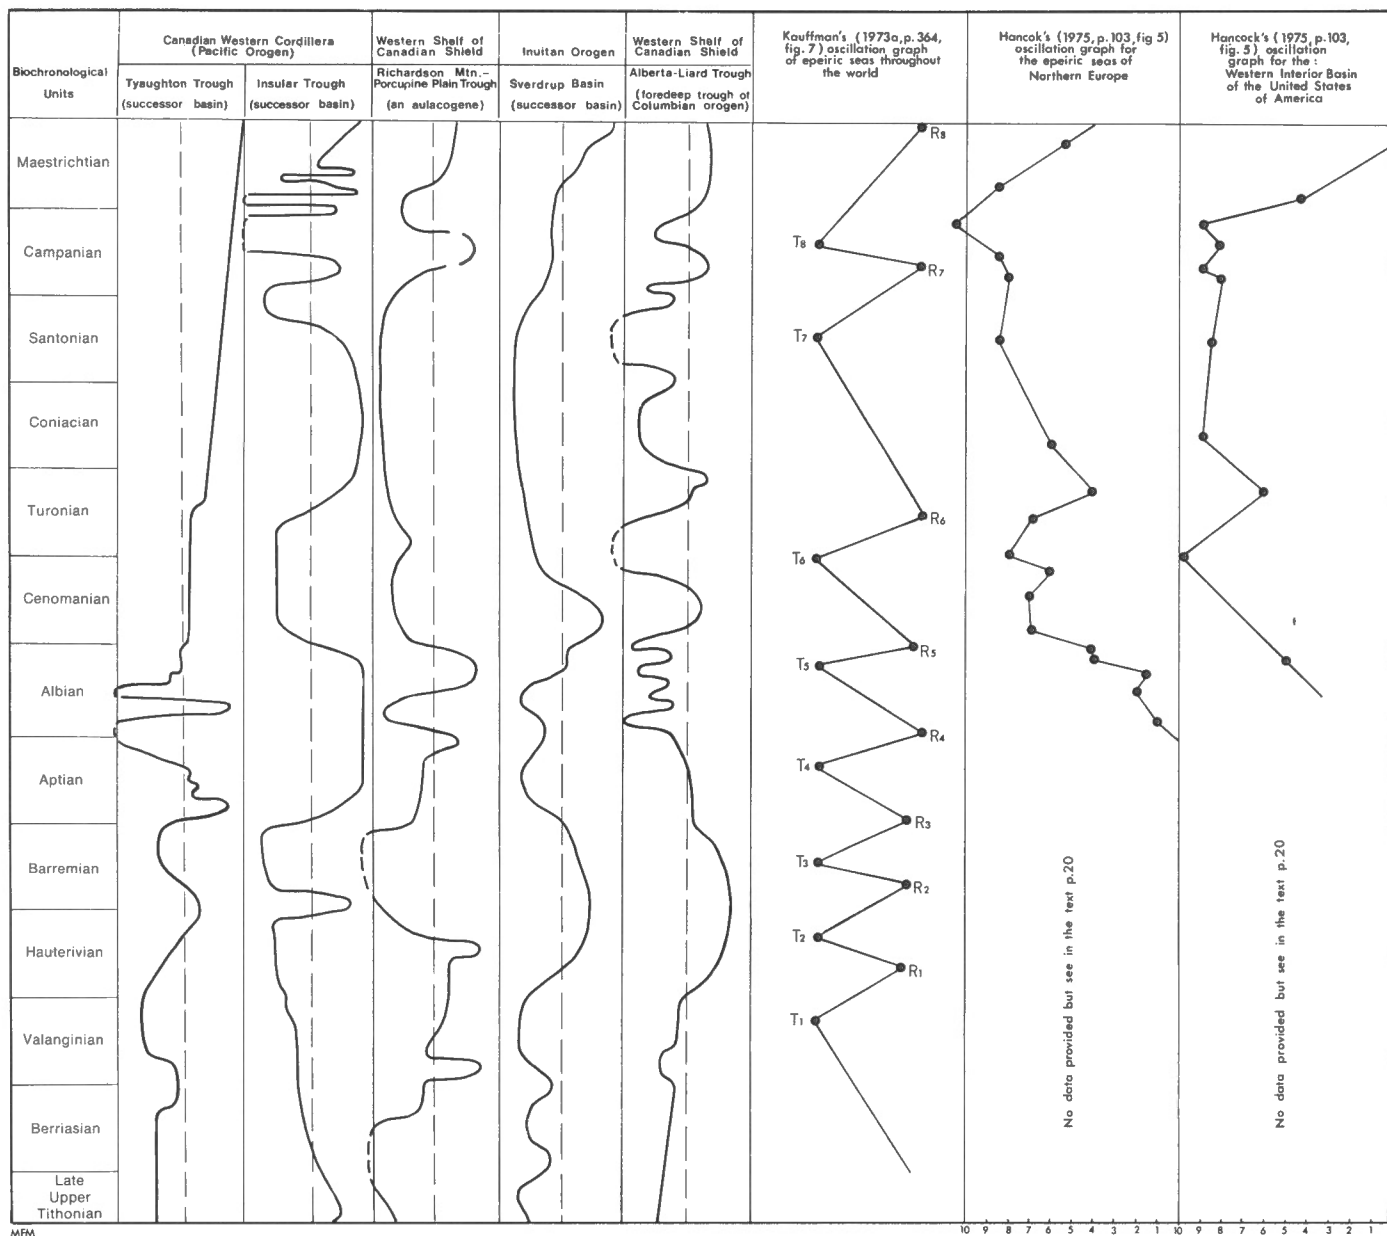 Biochronological
Units
Canadian Western Cordillera
(Pacific Orogen)
Tyaughton Trough
(successor basin)
Insular Trough
(successor basin)
Western Shelf of
Canadian Shield
Richardson Mtn.-
Porcupine Plain Trough
(an aulacogene)
Inuitan Orogen
Sverdrup Basin
(successor basin)
Western Shelf of
Canadian Shield
Alberta-Liard Trough
(foredeep trough of
Columbian orogen)
Kauffman's (1973a, p.364,
fig. 7) oscillation graph
of epeiric seas throughout
the world
Hancok's (1975, p.103, fig 5)
oscillation graph for
the epeiric seas of
Northern Europe
Hancock's (1975, p.103,
fig. 5) oscillation
graph for the :
Western Interior Basin
of the United States
of America
Maestrichtian
Campanian
Santonian
Coniacian
Turonian
Cenomanian
Albian
Aptian
Barremian
Hauterivian
Valanginian
Berriasian
Late
Upper
Tithonian
R8
T8
R7
T7
R6
T6
R5
T5
R4
T4
R3
T3
R2
T2
R1
T1
No data provided but see in the text p.20
No data provided but see in the text p.20
10 9 8 7 6 5 4 3 2 1
10 9 8 7 6 5 4 3 2 1
MFM